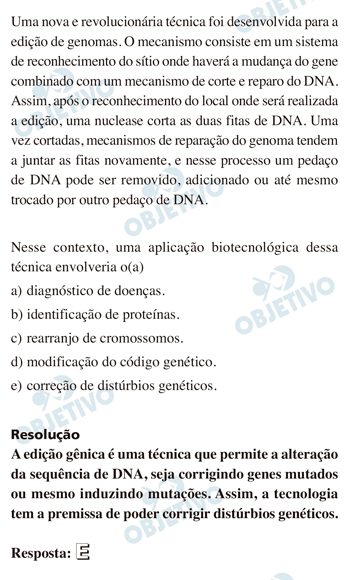 Uma nova e revolucionária técnica foi desenvolvida para a
edição de genomas. O mecanismo consiste em um sistema
de reconhecimento do sítio onde haverá a mudança do gene
combinado com um mecanismo de corte e reparo do DNA.
Assim, após o reconhecimento do local onde será realizada
a edição, uma nuclease corta as duas fitas de DNA. Uma
vez cortadas, mecanismos de reparação do genoma tendem
a juntar as fitas novamente, e nesse processo um pedaço
de DNA pode ser removido, adicionado ou até mesmo
trocado por outro pedaço de DNA.
Nesse contexto, uma aplicação biotecnológica dessa
técnica envolveria o(a)
a) diagnóstico de doenças.
b) identificação de proteínas.
c) rearranjo de cromossomos.
d) modificação do código genético.
e) correção de distúrbios genéticos.
Resolução
A edição gênica é uma técnica que permite a alteração
da sequência de DNA, seja corrigindo genes mutados
ou mesmo induzindo mutações. Assim, a tecnologia
tem a premissa de poder corrigir distúrbios genéticos.
Resposta: E
OBJETIVO
OBJETIVO
OBJETIVO
OBJETIVO
OBJETIVO
OBJETIVO
OBJETIVO